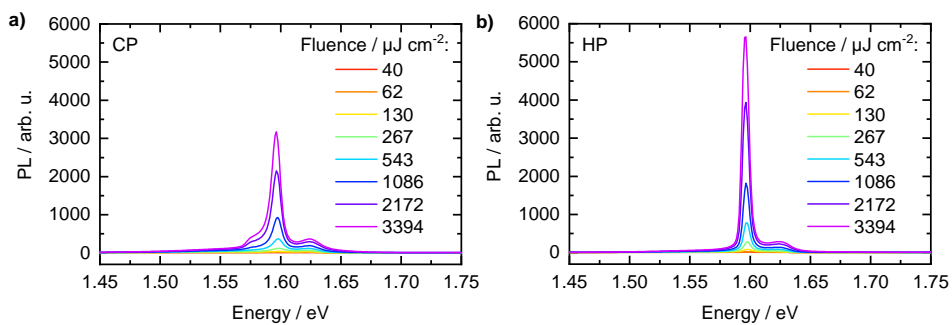 a)
CP
Fluence / µJ cm-2:
40
62
130
267
543
1086
2172
3394
PL / arb. u.
6000
5000
4000
3000
2000
1000
0
1.45 1.50 1.55 1.60 1.65 1.70 1.75
Energy / eV
b)
HP
Fluence / µJ cm-2:
40
62
130
267
543
1086
2172
3394
PL / arb. u.
6000
5000
4000
3000
2000
1000
0
1.45 1.50 1.55 1.60 1.65 1.70 1.75
Energy / eV